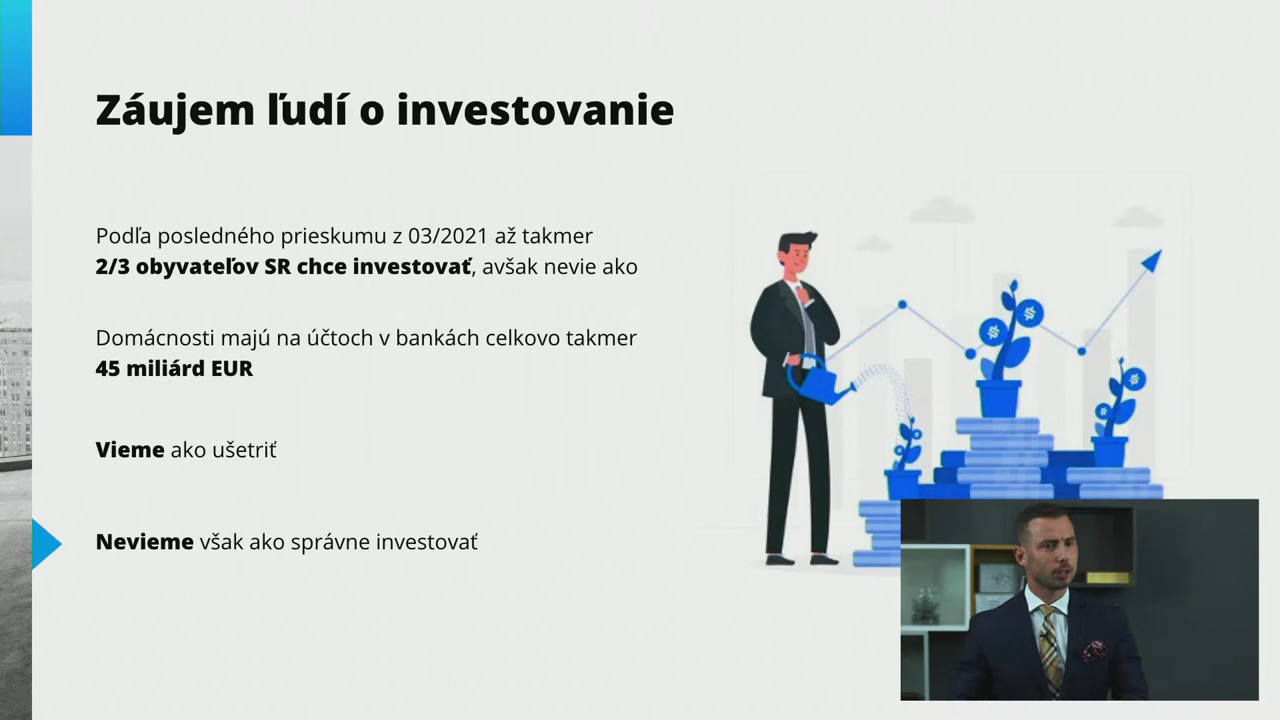 Záujem ľudí o investovanie
Podľa posledného prieskumu z 03/2021 až takmer
2/3 obyvateľov SR chce investovať, avšak nevie ako
Domácnosti majú na účtoch v bankách celkovo takmer
45 miliárd EUR
Vieme ako ušetriť
Nevieme však ako správne investovať